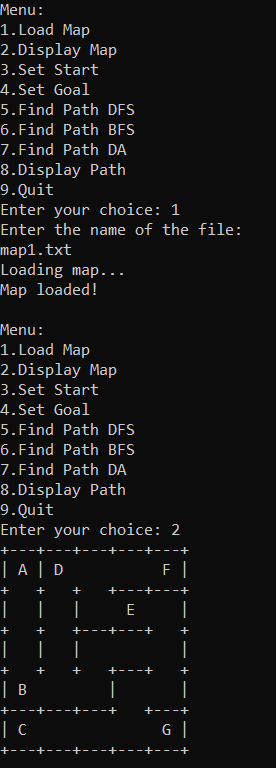 Menu:
1.Load Map
2.Display Map
3.Set Start
4.Set Goal
5.Find Path DFS
6.Find Path BFS
7.Find Path DA
8.Display Path
9.Quit
Enter your choice: 1
Enter the name of the file:
map1.txt
Loading map...
Map loaded!

Menu:
1.Load Map
2.Display Map
3.Set Start
4.Set Goal
5.Find Path DFS
6.Find Path BFS
7.Find Path DA
8.Display Path
9.Quit
Enter your choice: 2
+---+---+---+---+---+
| A | D           F |
+   +   +   +---+---+
|   |   |     E     |
+   +   +---+---+   +
|   |   |           |
+   +   +   +---+   +
| B         |       |
+---+---+---+   +---+
| C               G |
+---+---+---+---+---+